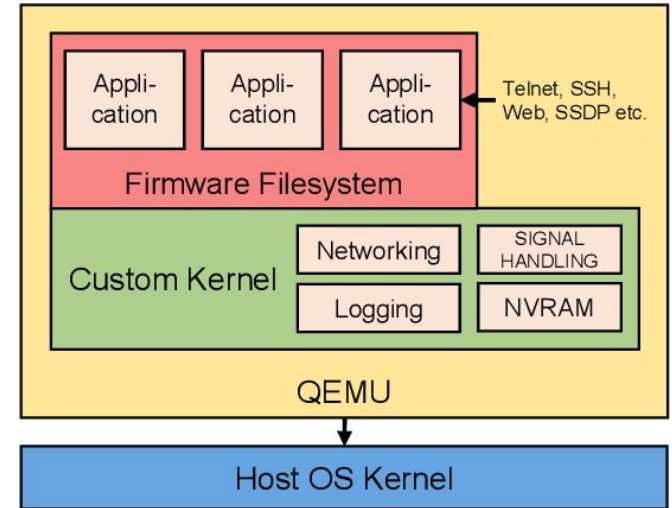 Appli-
cation
Appli-
cation
Appli-
cation
Telnet, SSH,
Web, SSDP etc.
Firmware Filesystem
Custom Kernel
Networking
SIGNAL
HANDLING
Logging
NVRAM
QEMU
Host OS Kernel